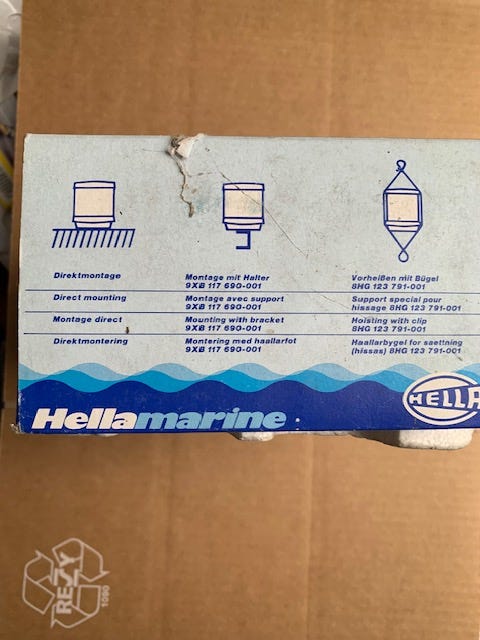 Direktmontage
Montage mit Halter
9XB 117 690-001
Vorheißen mit Bügel
8HG 123 791-001
Direct mounting
Montage avec support
9XB 117 690-001
Support special pour
hissage 8HG 123 791-001
Montage direct
Mounting with bracket
9XB 117 690-001
Hoisting with clip
8HG 123 791-001
Direktmontering
Montering med haallarfot
9XB 117 690-001
Haallarbygel for saettning
(hissas) 8HG 123 791-001
Hellamarine
HELLA
RESY
1090